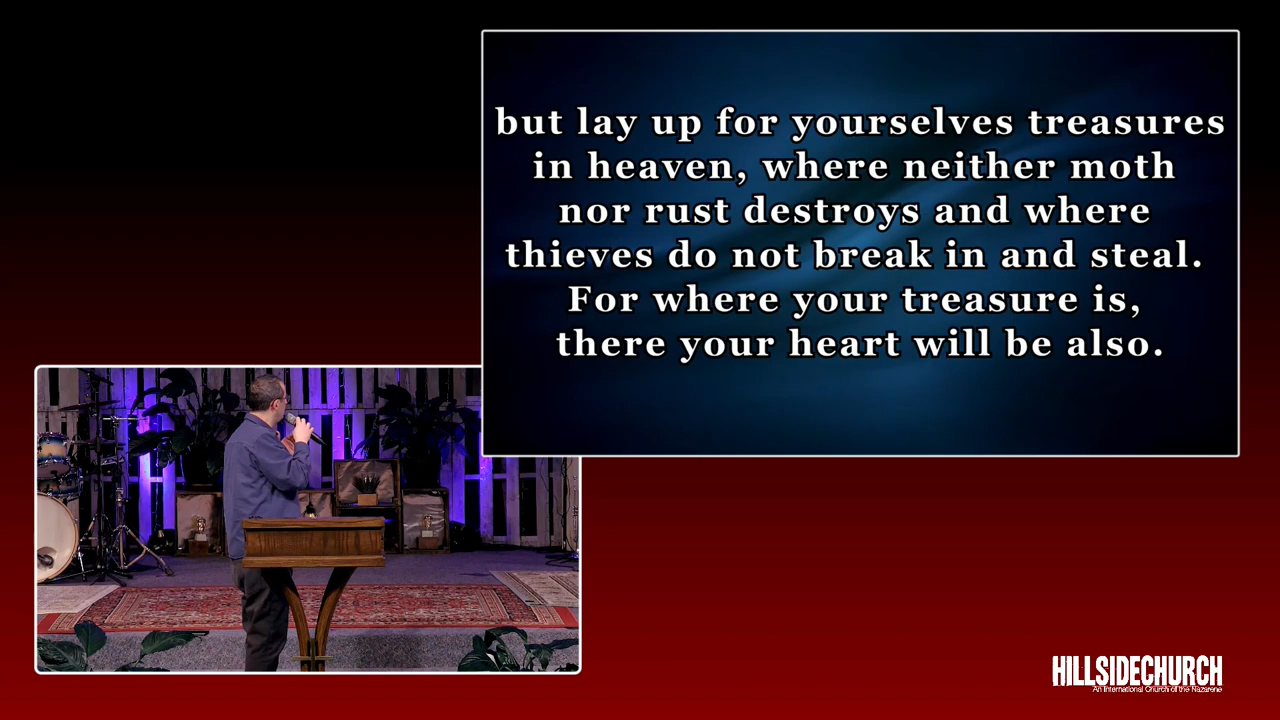 but lay up for yourselves treasures
in heaven, where neither moth
nor rust destroys and where
thieves do not break in and steal.
For where your treasure is,
there your heart will be also.
HILLSIDECHURCH
An International Church of the Nazarene